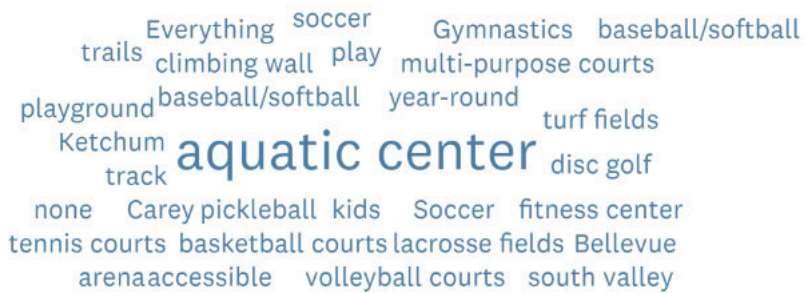 Everything soccer Gymnastics baseball/softball
trails climbing wall play multi-purpose courts
playground baseball/softball year-round turf fields
Ketchum aquatic center disc golf
track
none Carey pickleball kids Soccer fitness center
tennis courts basketball courts lacrosse fields Bellevue
arena accessible volleyball courts south valley